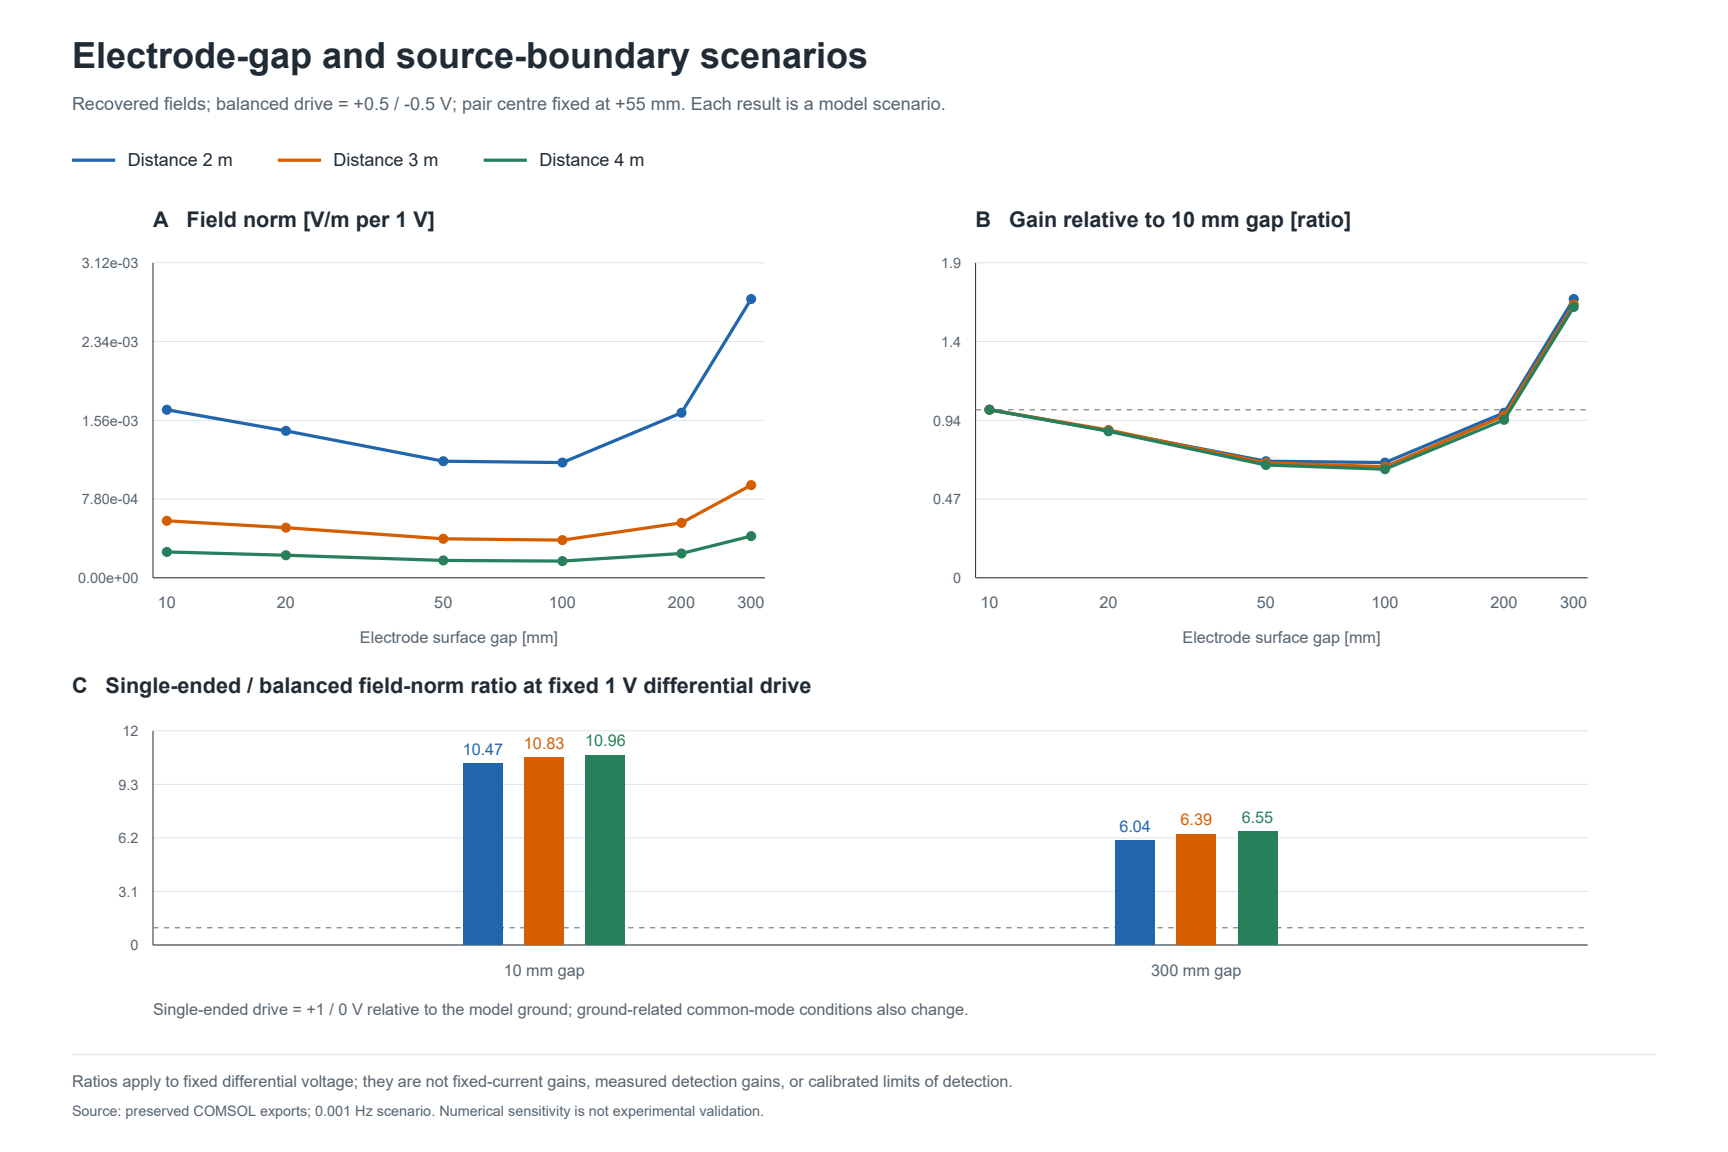 Electrode-gap and source-boundary scenarios
Recovered fields; balanced drive = +0.5 / -0.5 V; pair centre fixed at +55 mm. Each result is a model scenario.
Distance 2 m Distance 3 m Distance 4 m
A Field norm [V/m per 1 V]
3.12e-03
2.34e-03
1.56e-03
7.80e-04
0.00e+00
10 20 50 100 200 300
Electrode surface gap [mm]
B Gain relative to 10 mm gap [ratio]
1.9
1.4
0.94
0.47
0
10 20 50 100 200 300
Electrode surface gap [mm]
C Single-ended / balanced field-norm ratio at fixed 1 V differential drive
12
9.3
6.2
3.1
0
10.47 10.83 10.96
6.04 6.39 6.55
10 mm gap 300 mm gap
Single-ended drive = +1 / 0 V relative to the model ground; ground-related common-mode conditions also change.
Ratios apply to fixed differential voltage; they are not fixed-current gains, measured detection gains, or calibrated limits of detection.
Source: preserved COMSOL exports; 0.001 Hz scenario. Numerical sensitivity is not experimental validation.